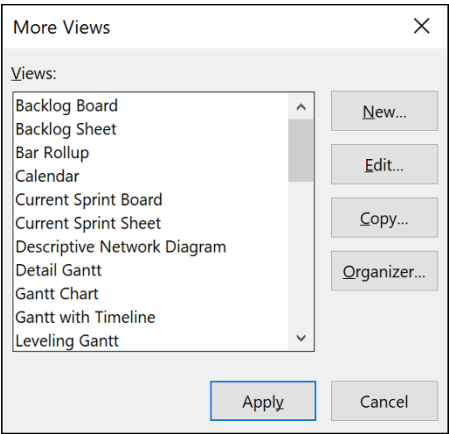 More Views
Views:
Backlog Board
Backlog Sheet
Bar Rollup
Calendar
Current Sprint Board
Current Sprint Sheet
Descriptive Network Diagram
Detail Gantt
Gantt Chart
Gantt with Timeline
Leveling Gantt
New...
Edit...
Copy...
Organizer...
Apply
Cancel